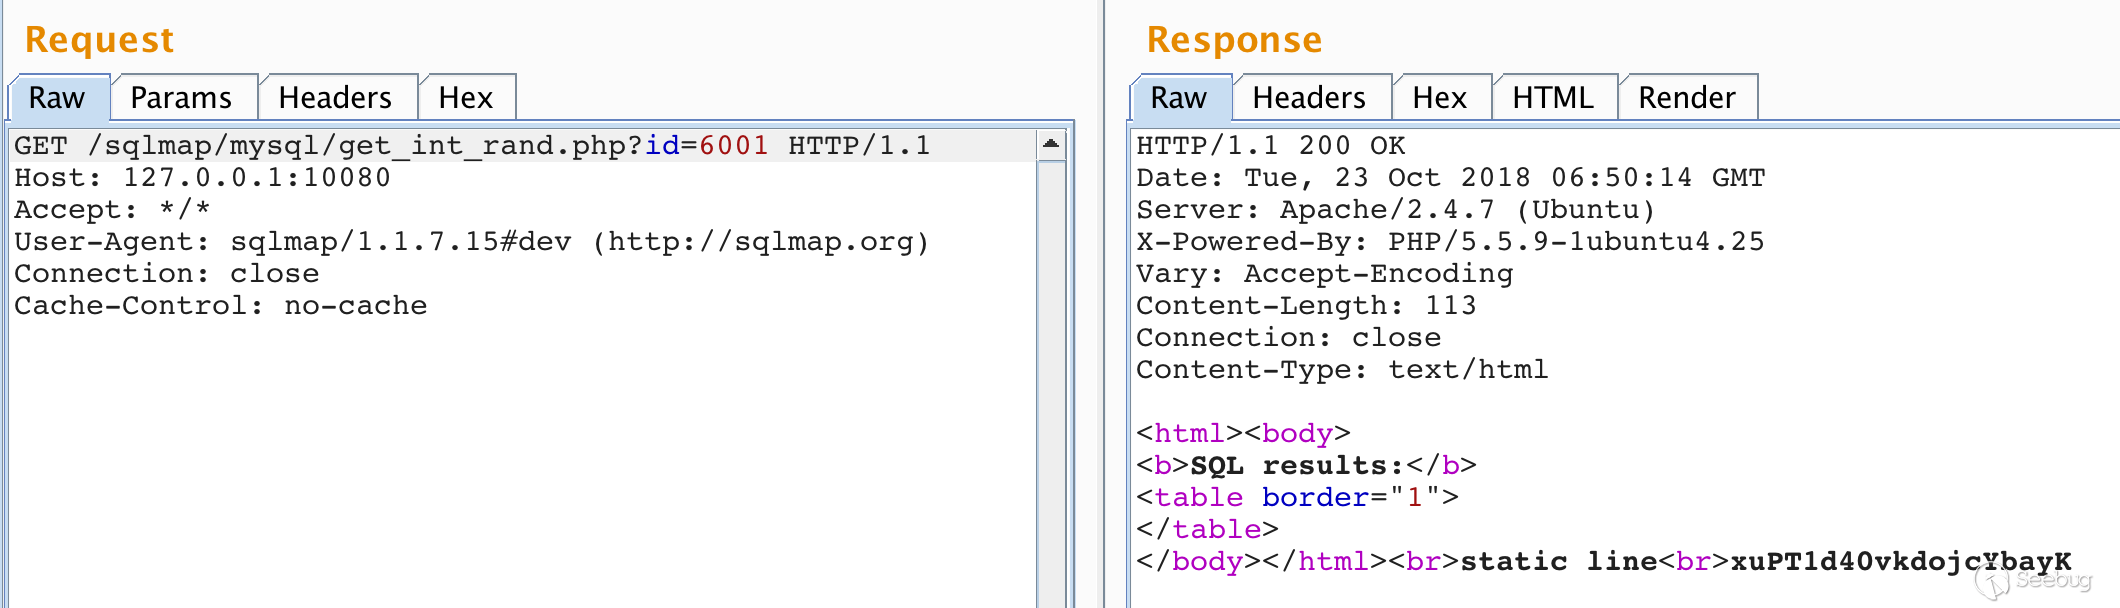 Request
Raw Params Headers Hex
GET /sqlmap/mysql/get_int_rand.php?id=6001 HTTP/1.1
Host: 127.0.0.1:10080
Accept: */*
User-Agent: sqlmap/1.1.7.15#dev (http://sqlmap.org)
Connection: close
Cache-Control: no-cache
Response
Raw Headers Hex HTML Render
HTTP/1.1 200 OK
Date: Tue, 23 Oct 2018 06:50:14 GMT
Server: Apache/2.4.7 (Ubuntu)
X-Powered-By: PHP/5.5.9-1ubuntu4.25
Vary: Accept-Encoding
Content-Length: 113
Connection: close
Content-Type: text/html
<html><body>
<b>SQL results:</b>
<table border="1">
</table>
</body></html><br>static line<br>xuPT1d40vkdojcYbayK
Seebug